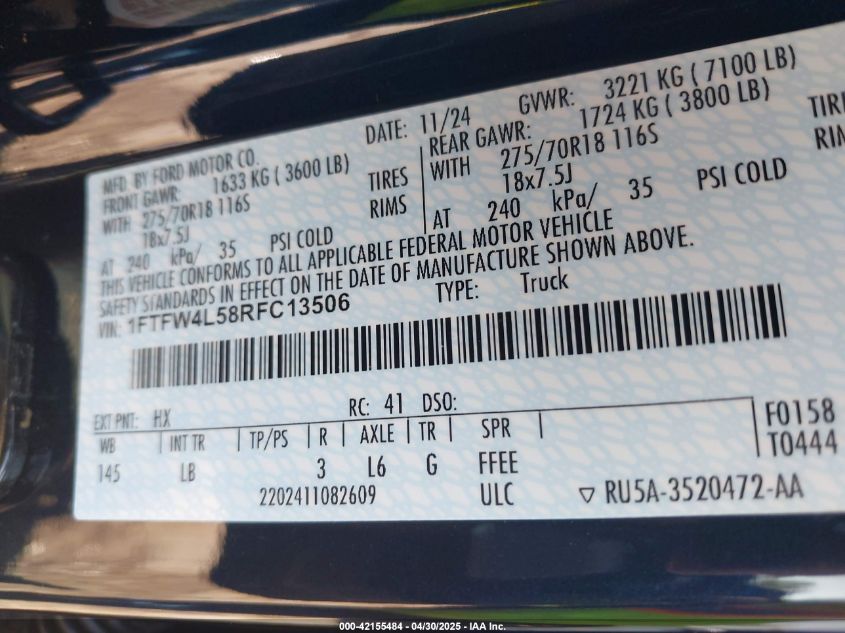 MFD. BY FORD MOTOR CO.
DATE: 11/24
GVWR: 3221 KG ( 7100 LB)
FRONT GAWR: 1633 KG ( 3600 LB)
REAR GAWR: 1724 KG ( 3800 LB)
WITH 275/70R18 116S TIRES
WITH 275/70R18 116S TIRES
18x7.5J RIMS
18x7.5J RIMS
AT 240 kPa/ 35 PSI COLD
AT 240 kPa/ 35 PSI COLD
THIS VEHICLE CONFORMS TO ALL APPLICABLE FEDERAL MOTOR VEHICLE
SAFETY STANDARDS IN EFFECT ON THE DATE OF MANUFACTURE SHOWN ABOVE.
VIN: 1FTFW4L58RFC13506
TYPE: Truck
EXT PNT: HX RC: 41 DSO:
WB INT TR TP/PS R AXLE TR SPR
145 LB 3 L6 G FFEE
F0158
T0444
2202411082609 ULC ▽ RU5A-3520472-AA
000-42155484 - 04/30/2025 - IAA Inc.